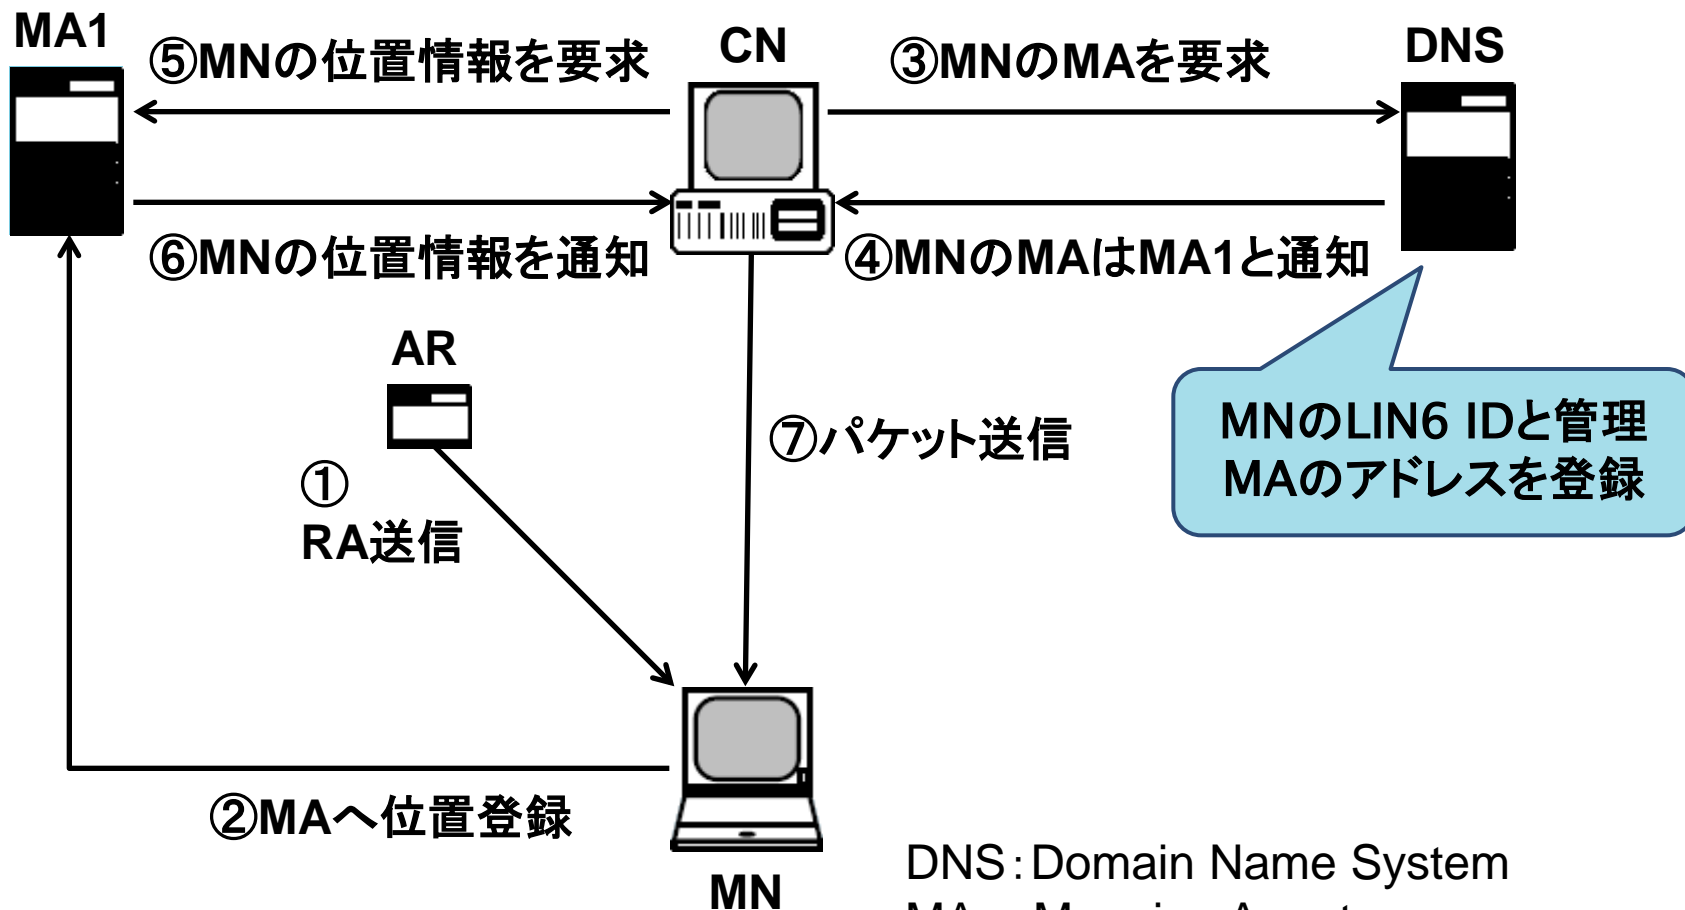 MA1
⑤MNの位置情報を要求
CN
③MNのMAを要求
DNS
⑥MNの位置情報を通知
④MNのMAはMA1と通知
AR
①
RA送信
⑦パケット送信
MNのLIN6 IDと管理
MAのアドレスを登録
②MAへ位置登録
MN
DNS:Domain Name System